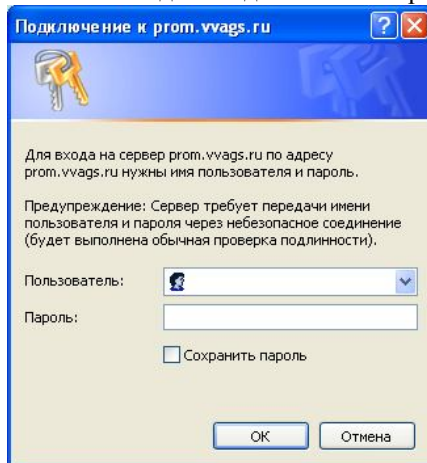 Подключение к prom.vvags.ru
Для входа на сервер prom.vvags.ru по адресу
prom.vvags.ru нужны имя пользователя и пароль.
Предупреждение: Сервер требует передачи имени
пользователя и пароля через небезопасное соединение
(будет выполнена обычная проверка подлинности).
Пользователь:
Пароль:
Сохранить пароль
ОК
Отмена